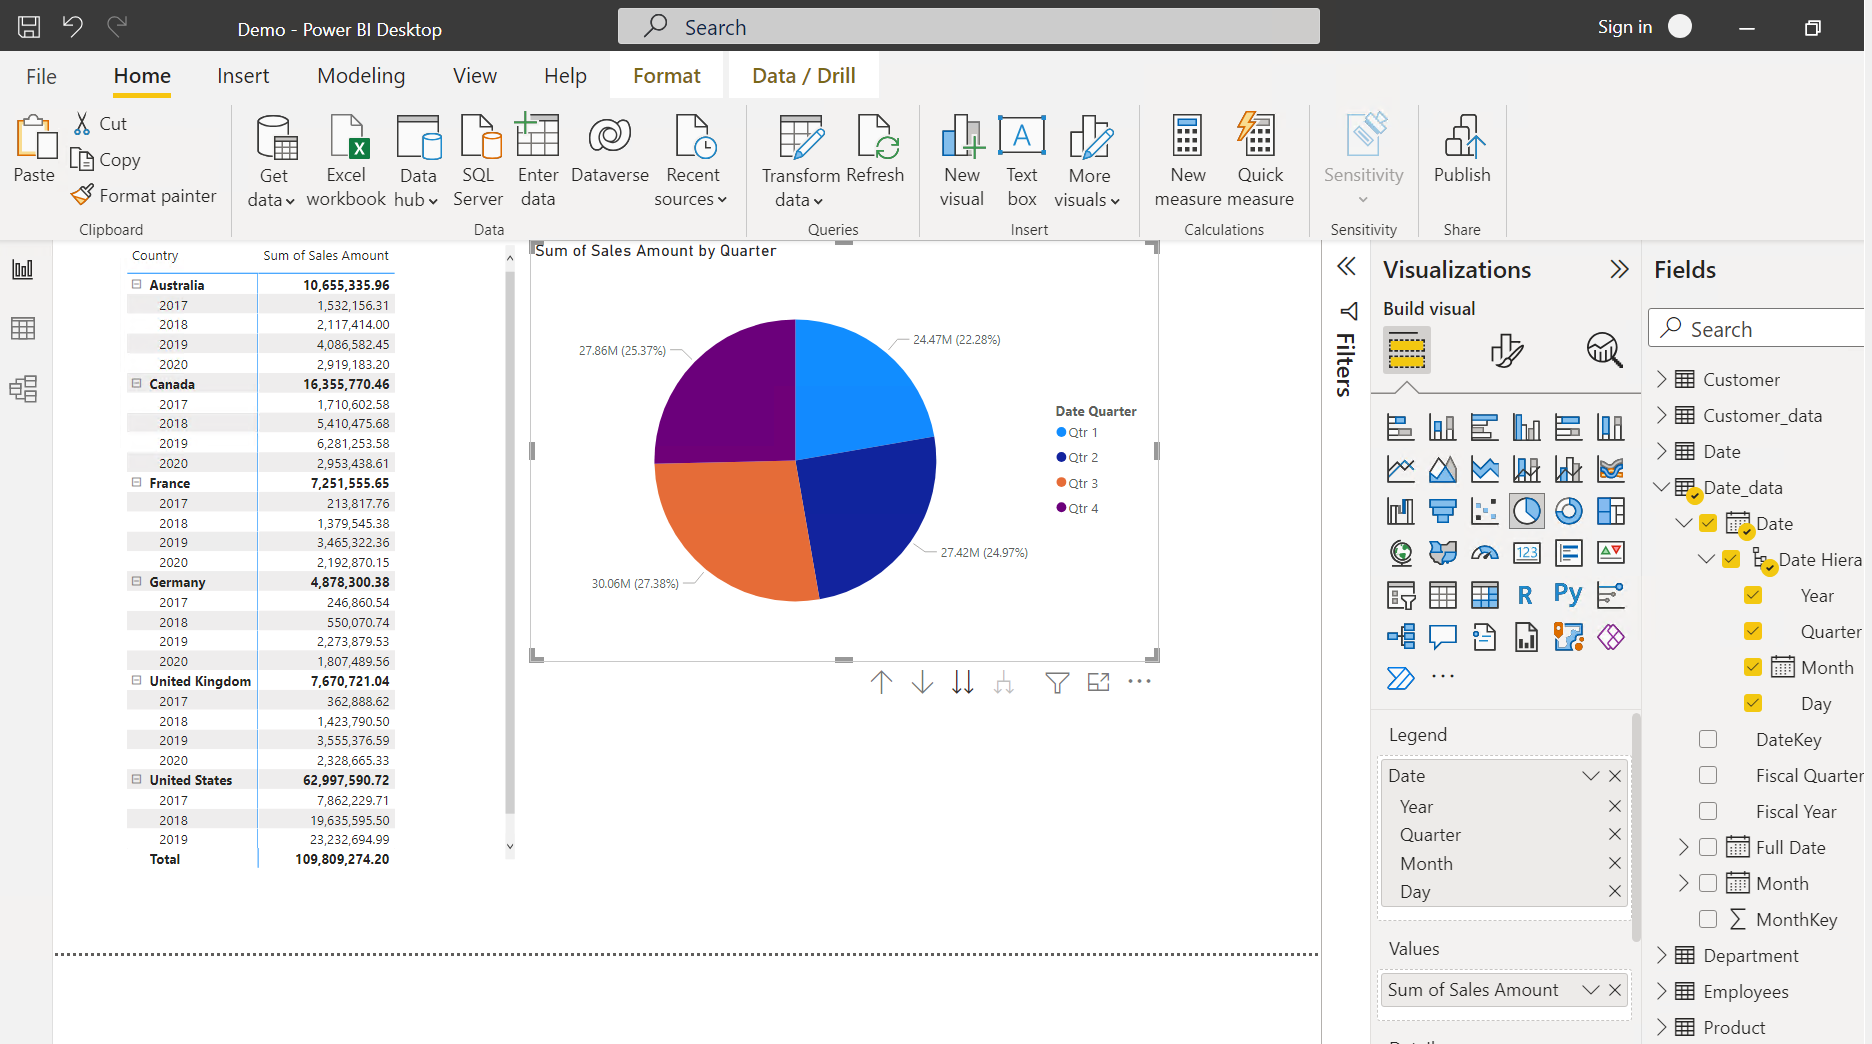 Demo - Power BI Desktop
Search
Sign in
File
Home
Insert
Modeling
View
Help
Format
Data / Drill
Paste
Cut
Copy
Format painter
Clipboard
Get data
Excel workbook
Data hub
SQL Server
Enter data
Dataverse
Recent sources
Data
Transform data
Refresh
Queries
New visual
Text box
More visuals
Insert
New measure
Quick measure
Calculations
Sensitivity
Sensitivity
Publish
Share
Country Sum of Sales Amount
Australia 10,655,335.96
2017 1,532,156.31
2018 2,117,414.00
2019 4,086,582.45
2020 2,919,183.20
Canada 16,355,770.46
2017 1,710,602.58
2018 5,410,475.68
2019 6,281,253.58
2020 2,953,438.61
France 7,251,555.65
2017 213,817.76
2018 1,379,545.38
2019 3,465,322.36
2020 2,192,870.15
Germany 4,878,300.38
2017 246,860.54
2018 550,070.74
2019 2,273,879.53
2020 1,807,489.56
United Kingdom 7,670,721.04
2017 362,888.62
2018 1,423,790.50
2019 3,555,376.59
2020 2,328,665.33
United States 62,997,590.72
2017 7,862,229.71
2018 19,635,595.50
2019 23,232,694.99
Total 109,809,274.20
Sum of Sales Amount by Quarter
27.86M (25.37%)
24.47M (22.28%)
27.42M (24.97%)
30.06M (27.38%)
Date Quarter
Qtr 1
Qtr 2
Qtr 3
Qtr 4
Filters
Visualizations
Build visual
123
R
Py
Legend
Date
Year
Quarter
Month
Day
Values
Sum of Sales Amount
Fields
Search
Customer
Customer_data
Date
Date_data
Date
Date Hiera
Year
Quarter
Month
Day
DateKey
Fiscal Quarter
Fiscal Year
Full Date
Month
MonthKey
Department
Employees
Product